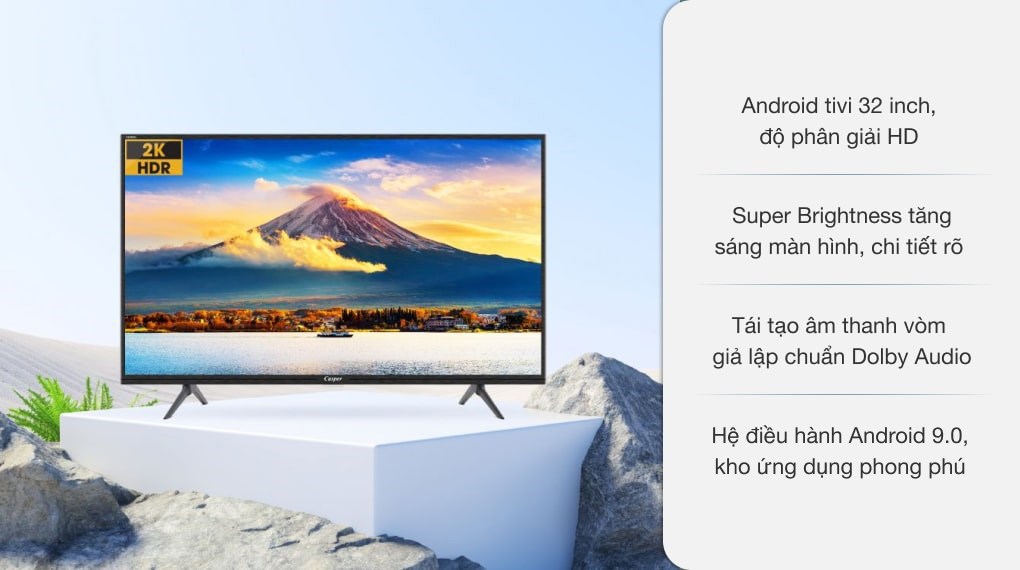 2K
HDR
Casper
Android tivi 32 inch,
độ phân giải HD
Super Brightness tăng
sáng màn hình, chi tiết rõ
Tái tạo âm thanh vòm
giả lập chuẩn Dolby Audio
Hệ điều hành Android 9.0,
kho ứng dụng phong phú